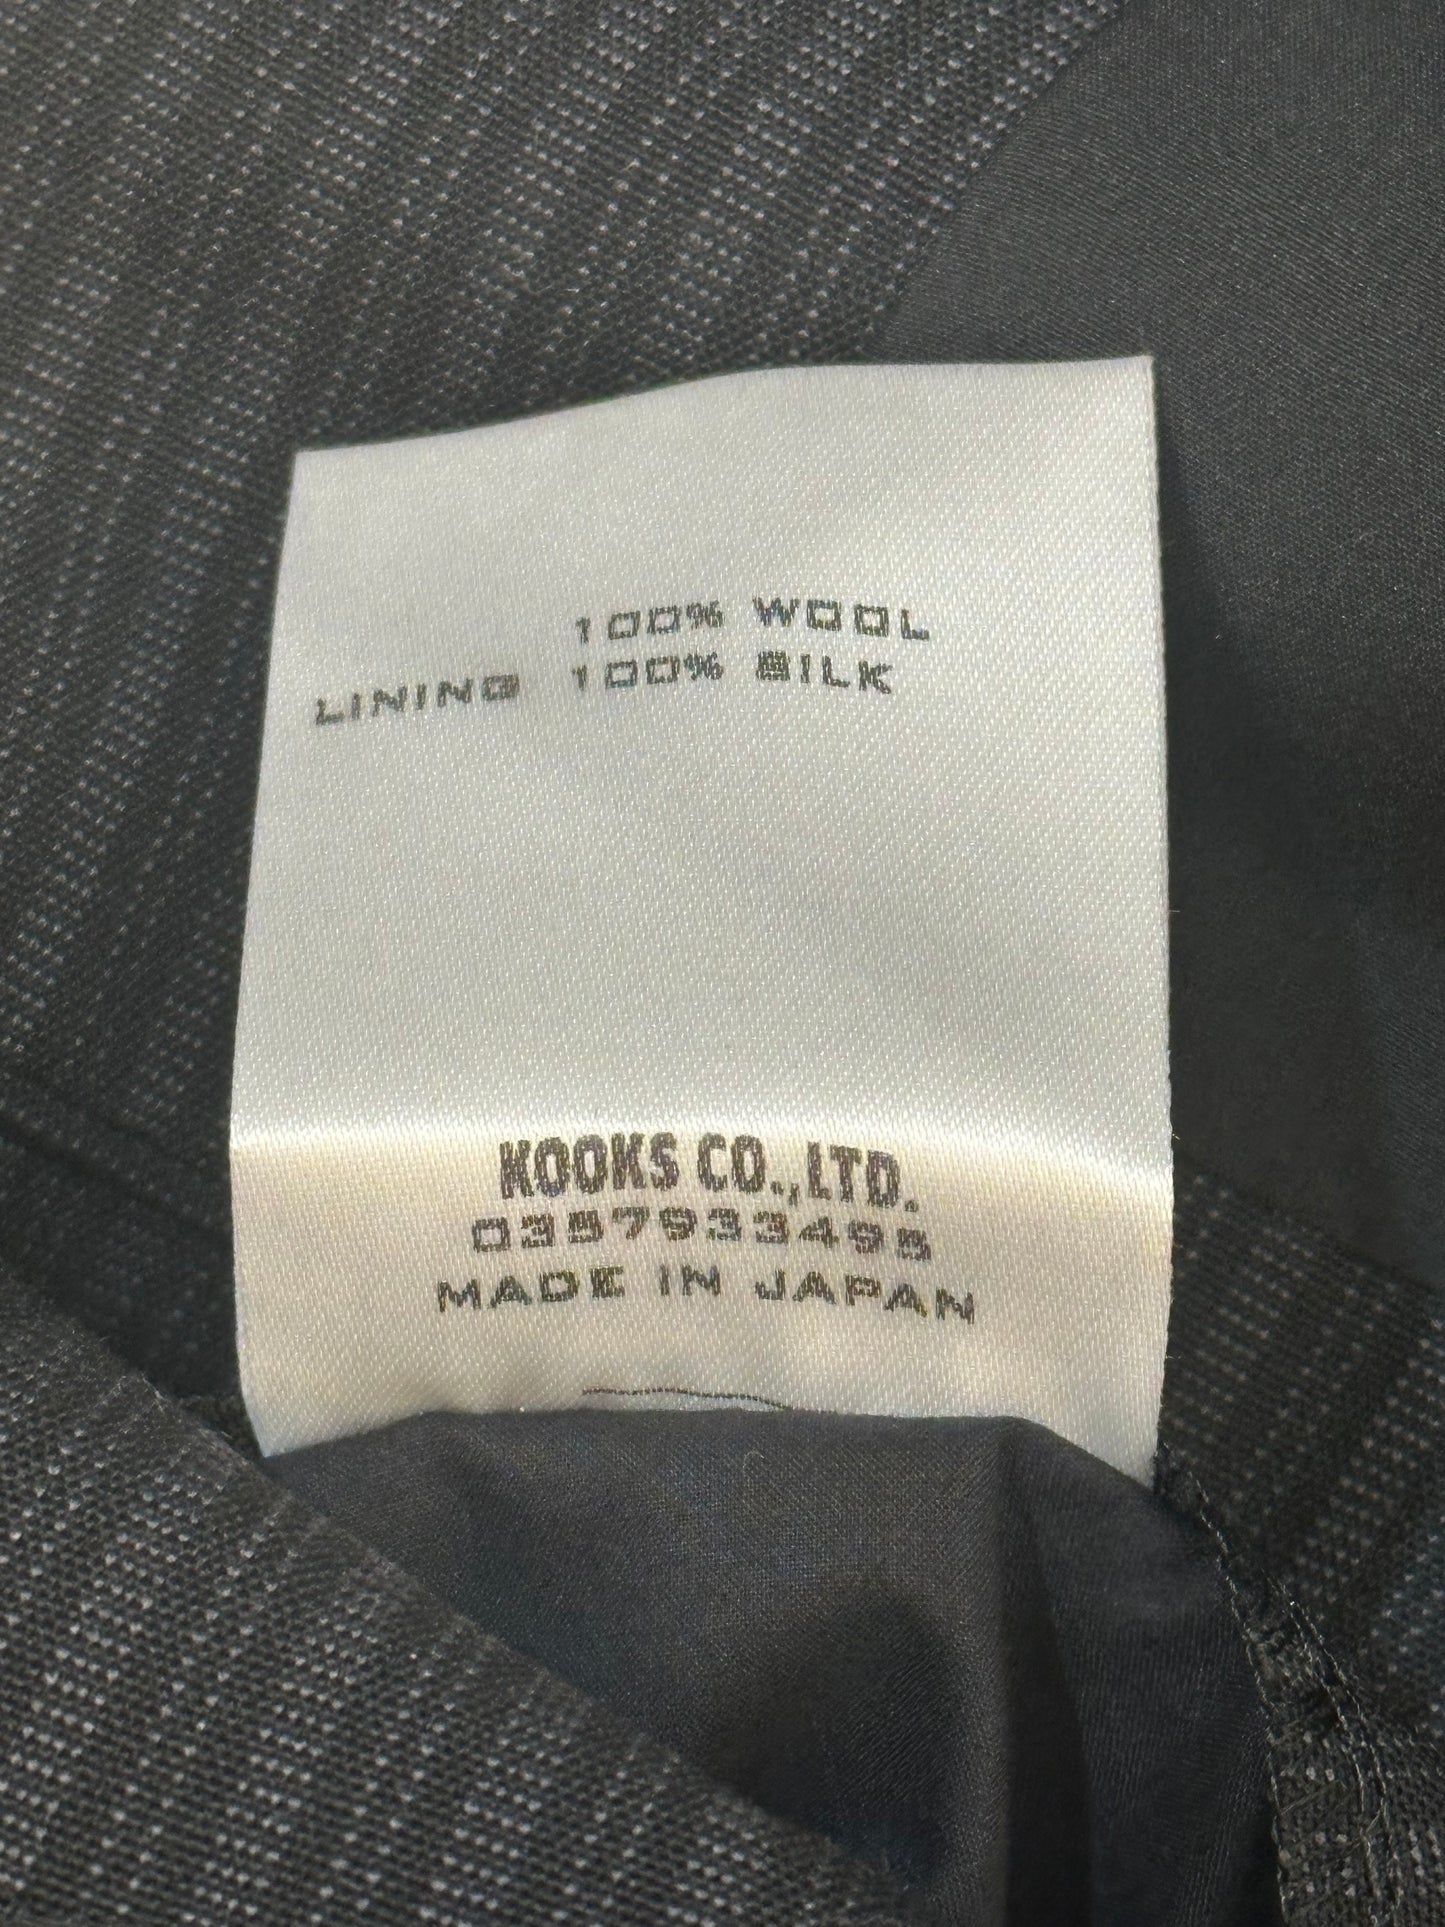 100% WOOL
LINING 100% SILK
KOOKS CO.,LTD.
0357933495
MADE IN JAPAN